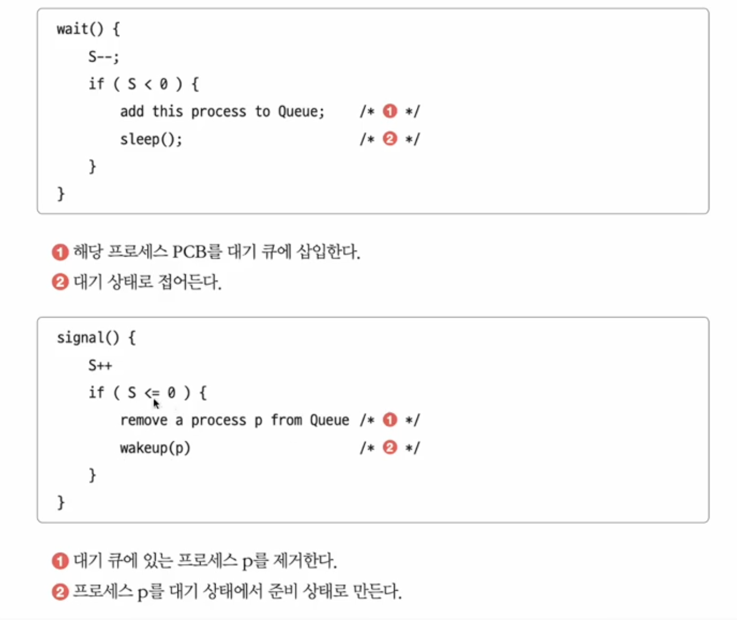 wait() {
S--;
if ( S < 0 ) {
add this process to Queue; /* ❶ */
sleep(); /* ❷ */
}
}
❶ 해당 프로세스 PCB를 대기 큐에 삽입한다.
❷ 대기 상태로 접어든다.
signal() {
S++
if ( S <= 0 ) {
remove a process p from Queue /* ❶ */
wakeup(p) /* ❷ */
}
}
❶ 대기 큐에 있는 프로세스 p를 제거한다.
❷ 프로세스 p를 대기 상태에서 준비 상태로 만든다.